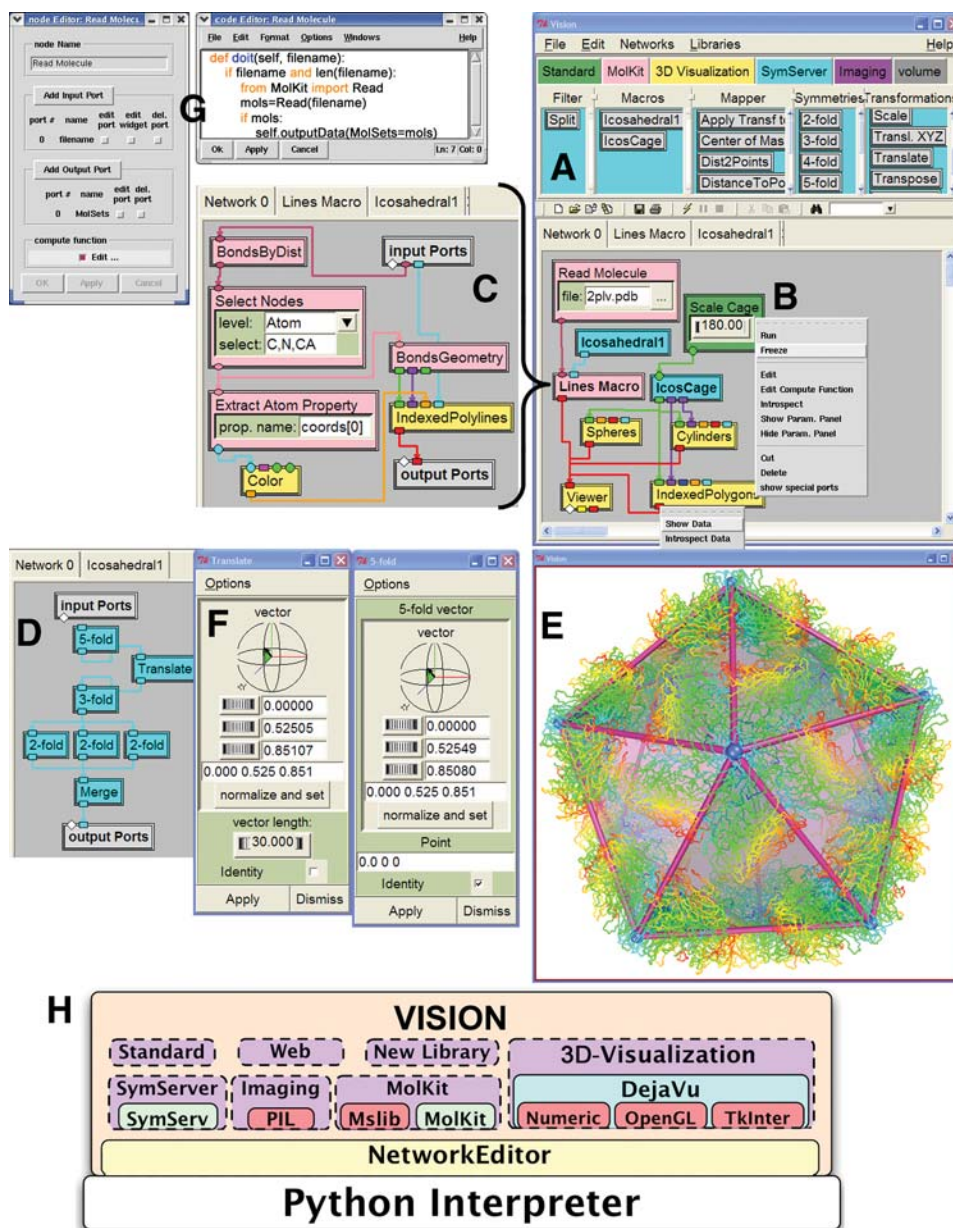 node Editor: Read Molecu
node Name
Read Molecule
Add Input Port
port # name edit port edit widget del. port
0 filename
Add Output Port
port # name edit port del. port
0 MolSets
compute function
Edit ...
OK Apply Cancel
G
code Editor: Read Molecule
File Edit Format Options Windows Help
def doit(self, filename):
if filename and len(filename):
from MolKit import Read
mols=Read(filename)
if mols:
self.outputData(MolSets=mols)
Ok Apply Cancel Ln: 7 Col: 0
Network 0 Lines Macro Icosahedral1
BondsByDist
input Ports
C
Select Nodes
level: Atom
select: C,N,CA
BondsGeometry
Extract Atom Property
prop. name: coords[0]
IndexedPolylines
Color
output Ports
Vision
File Edit Networks Libraries Help
Standard MolKit 3D Visualization SymServer Imaging volume
Filter Macros Mapper Symmetries Transformations
Split
Icosahedral1
IcosCage
Apply Transf to
Center of Mas
Dist2Points
DistanceToPo
2-fold
3-fold
4-fold
5-fold
Scale
Transl. XYZ
Translate
Transpose
A
Network 0 Lines Macro Icosahedral1
Read Molecule
file: 2plv.pdb ...
B
Scale Cage
180.00
Icosahedral1
Lines Macro
IcosCage
Spheres
Cylinders
Viewer
IndexedPolygons
Run
Freeze
Edit
Edit Compute Function
Introspect
Show Param. Panel
Hide Param. Panel
Cut
Delete
show special ports
Show Data
Introspect Data
Network 0 Icosahedral1
input Ports
D
5-fold
Translate
3-fold
2-fold 2-fold 2-fold
Merge
output Ports
Translate
Options
F
vector
XY
0.00000
0.52505
0.85107
0.000 0.525 0.851
normalize and set
vector length:
30.000
Identity
Apply Dismiss
5-fold
Options
5-fold vector
vector
XY
0.00000
0.52549
0.85080
0.000 0.525 0.851
normalize and set
Point
0.0 0 0
Identity
Apply Dismiss
Vision
E
H
VISION
Standard Web New Library 3D-Visualization
SymServer Imaging MolKit DejaVu
SymServ PIL Mslib MolKit Numeric OpenGL TkInter
NetworkEditor
Python Interpreter